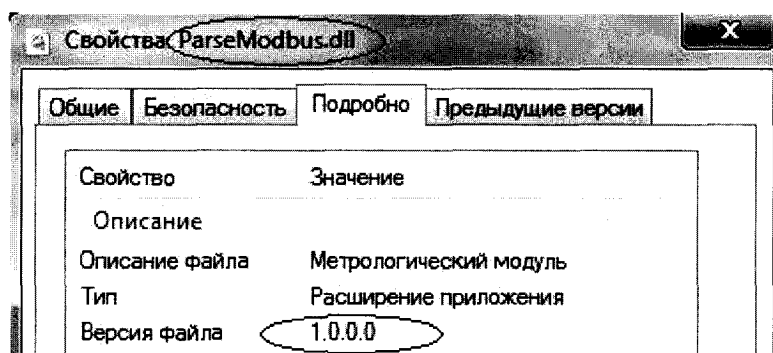 Свойства: ParseModbus.dll
X
Общие Безопасность Подробно Предыдущие версии
Свойство Значение
Описание
Описание файла Метрологический модуль
Тип Расширение приложения
Версия файла 1.0.0.0